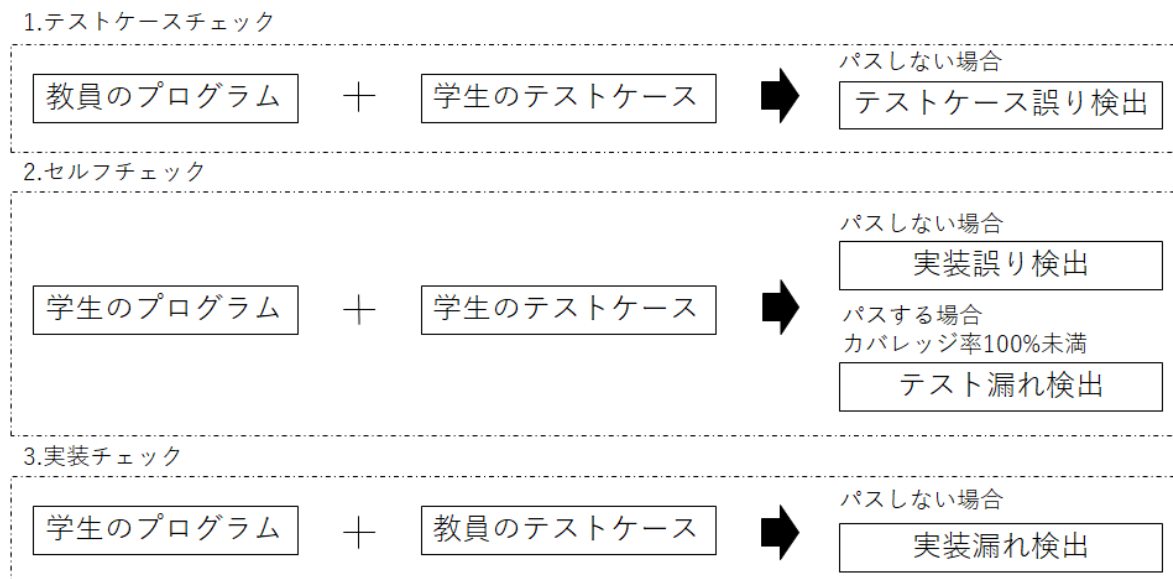 1.テストケースチェック
教員のプログラム
＋
学生のテストケース
パスしない場合
テストケース誤り検出
2.セルフチェック
学生のプログラム
＋
学生のテストケース
パスしない場合
実装誤り検出
パスする場合
カバレッジ率100%未満
テスト漏れ検出
3.実装チェック
学生のプログラム
＋
教員のテストケース
パスしない場合
実装漏れ検出